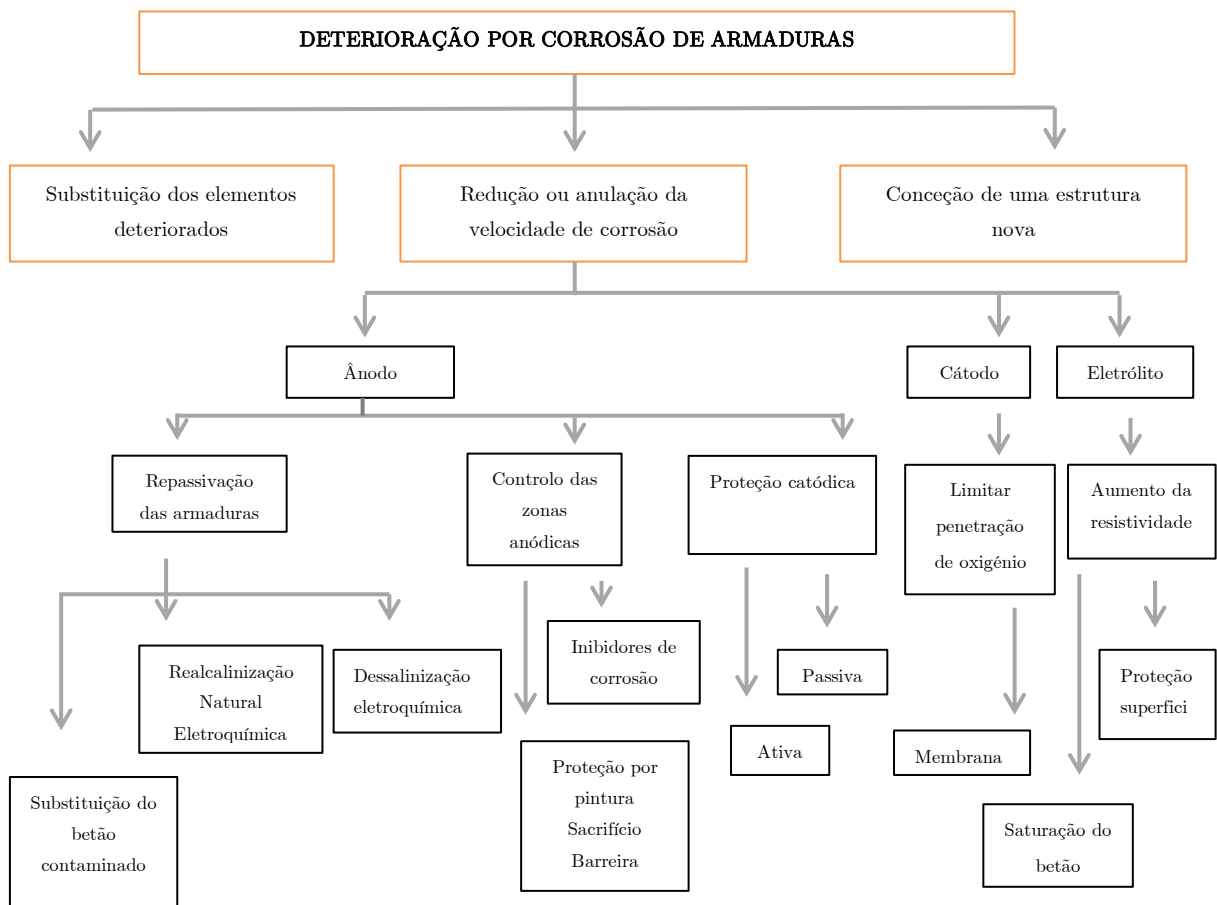 DETERIORAÇÃO POR CORROSÃO DE ARMADURAS
Substituição dos elementos
deteriorados
Redução ou anulação da
velocidade de corrosão
Conceção de uma estrutura
nova
Ânodo
Cátodo
Eletrólito
Repassivação
das armaduras
Controlo das
zonas
anódicas
Proteção catódica
Limitar
penetração
de oxigénio
Aumento da
resistividade
Realcalinização
Natural
Eletroquímica
Dessalinização
eletroquímica
Inibidores de
corrosão
Passiva
Proteção
superfici
Ativa
Membrana
Substituição do
betão
contaminado
Proteção por
pintura
Sacrifício
Barreira
Saturação do
betão